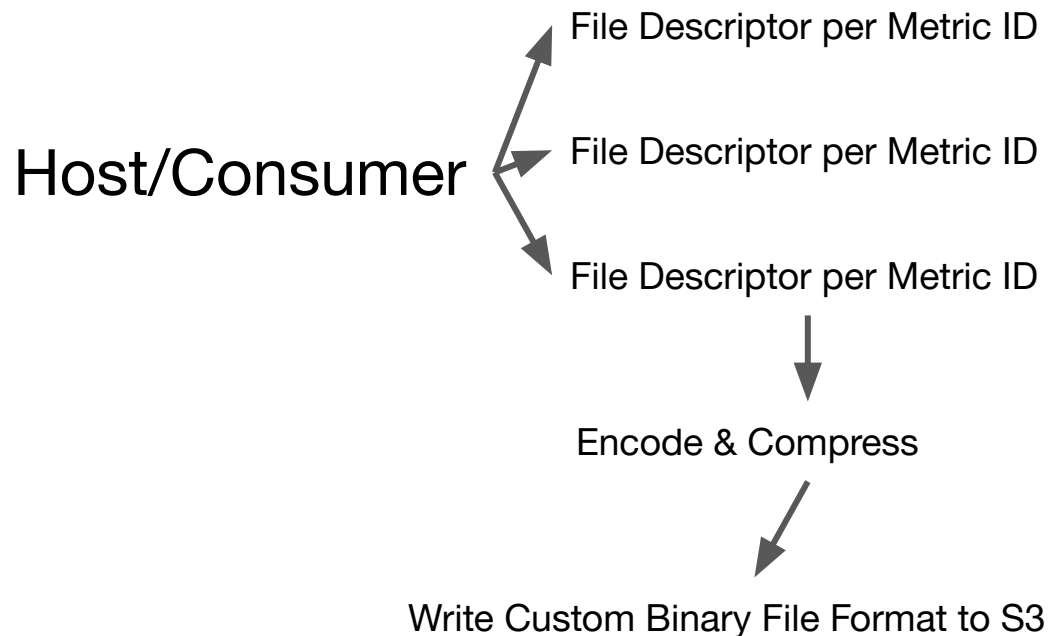 File Descriptor per Metric ID
Host/Consumer
File Descriptor per Metric ID
File Descriptor per Metric ID
Encode & Compress
Write Custom Binary File Format to S3